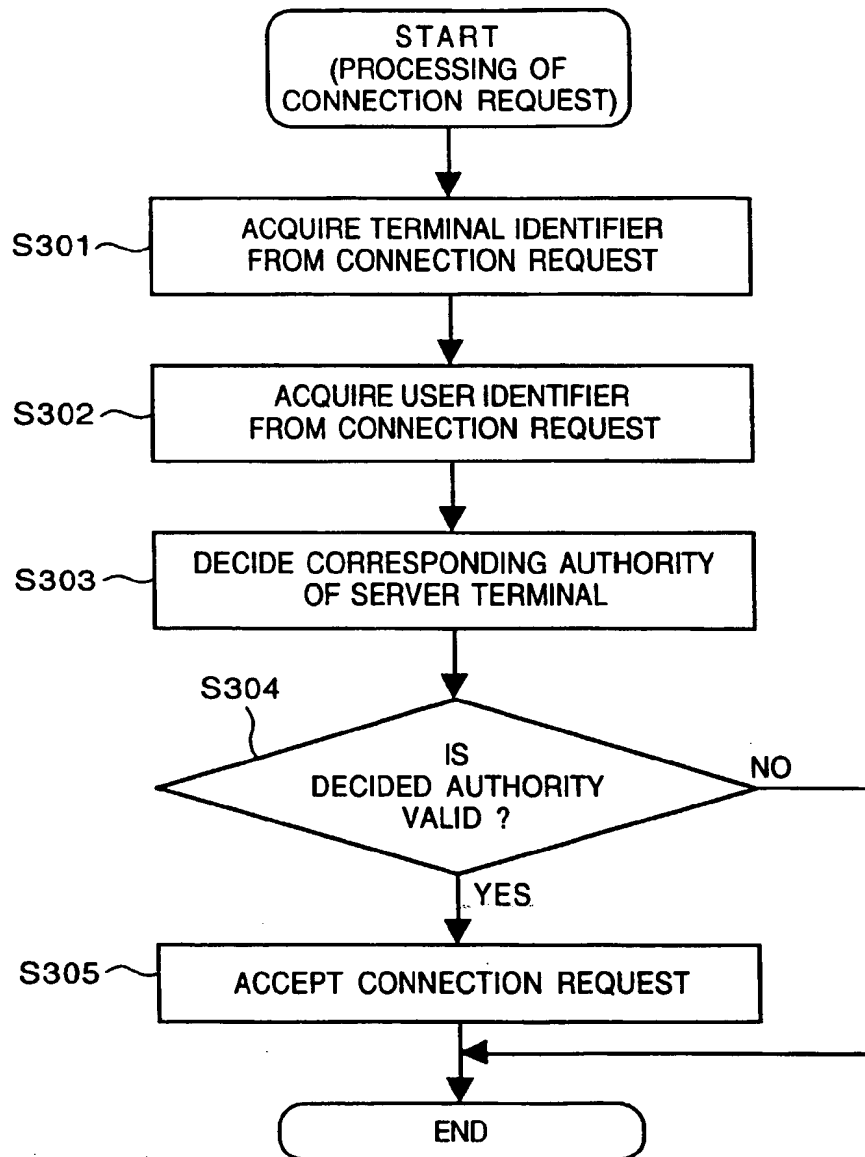 START
(PROCESSING OF
CONNECTION REQUEST)
S301
ACQUIRE TERMINAL IDENTIFIER
FROM CONNECTION REQUEST
S302
ACQUIRE USER IDENTIFIER
FROM CONNECTION REQUEST
S303
DECIDE CORRESPONDING AUTHORITY
OF SERVER TERMINAL
S304
IS
DECIDED AUTHORITY
VALID ?
NO
YES
S305
ACCEPT CONNECTION REQUEST
END